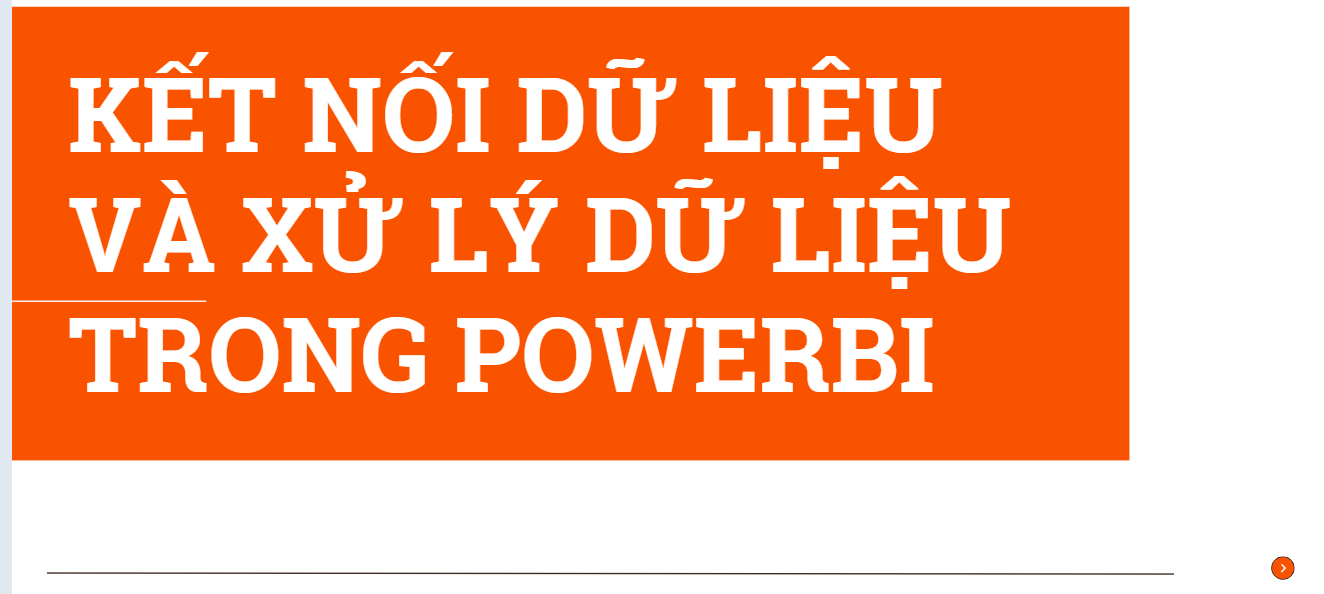 KẾT NỐI DỮ LIỆU
VÀ XỬ LÝ DỮ LIỆU
TRONG POWERBI